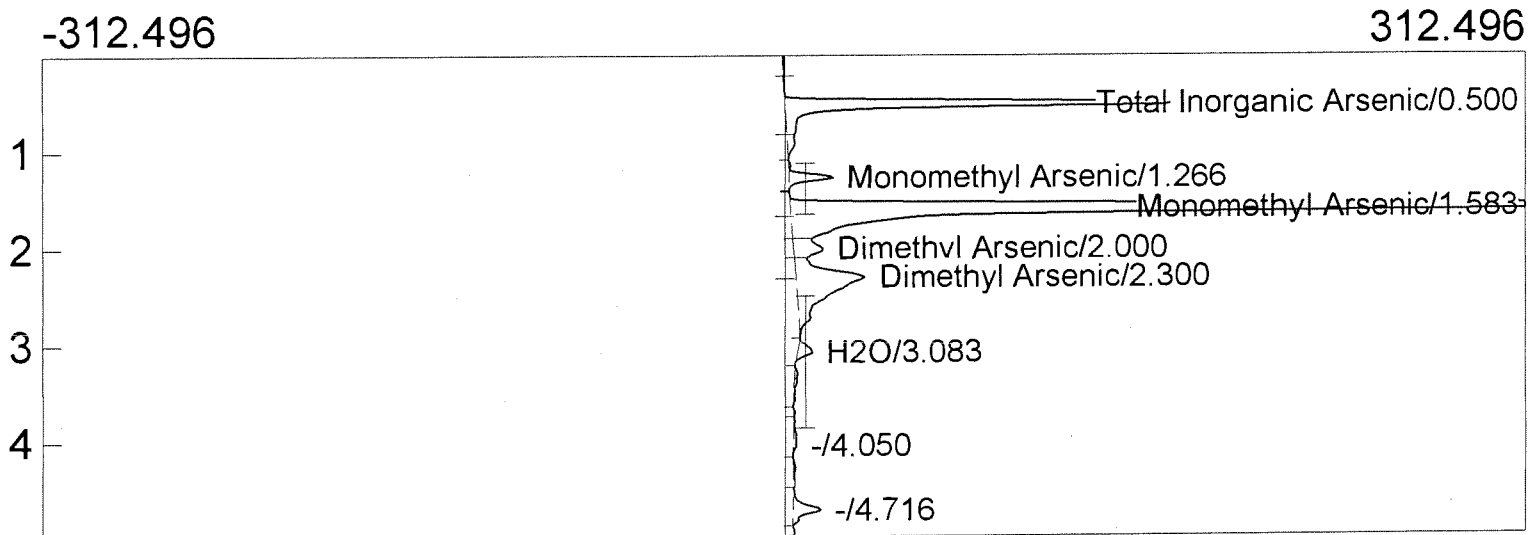 -312.496 312.496
Total Inorganic Arsenic/0.500
1
Monomethyl Arsenic/1.266
Monomethyl Arsenic/1.583
2
Dimethyl Arsenic/2.000
Dimethyl Arsenic/2.300
3
H2O/3.083
4
-/4.050
-/4.716